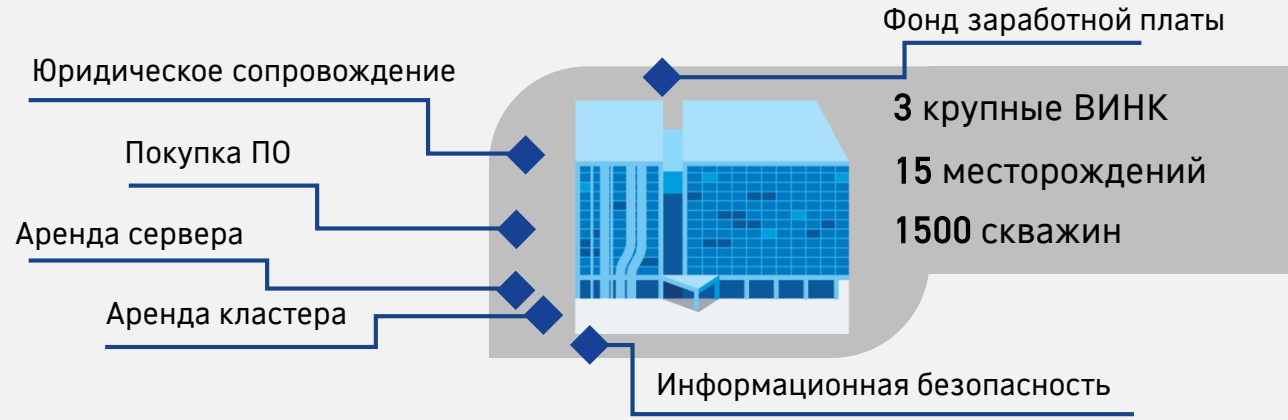 Фонд заработной платы
Юридическое сопровождение
3 крупные ВИНК
Покупка ПО
15 месторождений
Аренда сервера
1500 скважин
Аренда кластера
Информационная безопасность